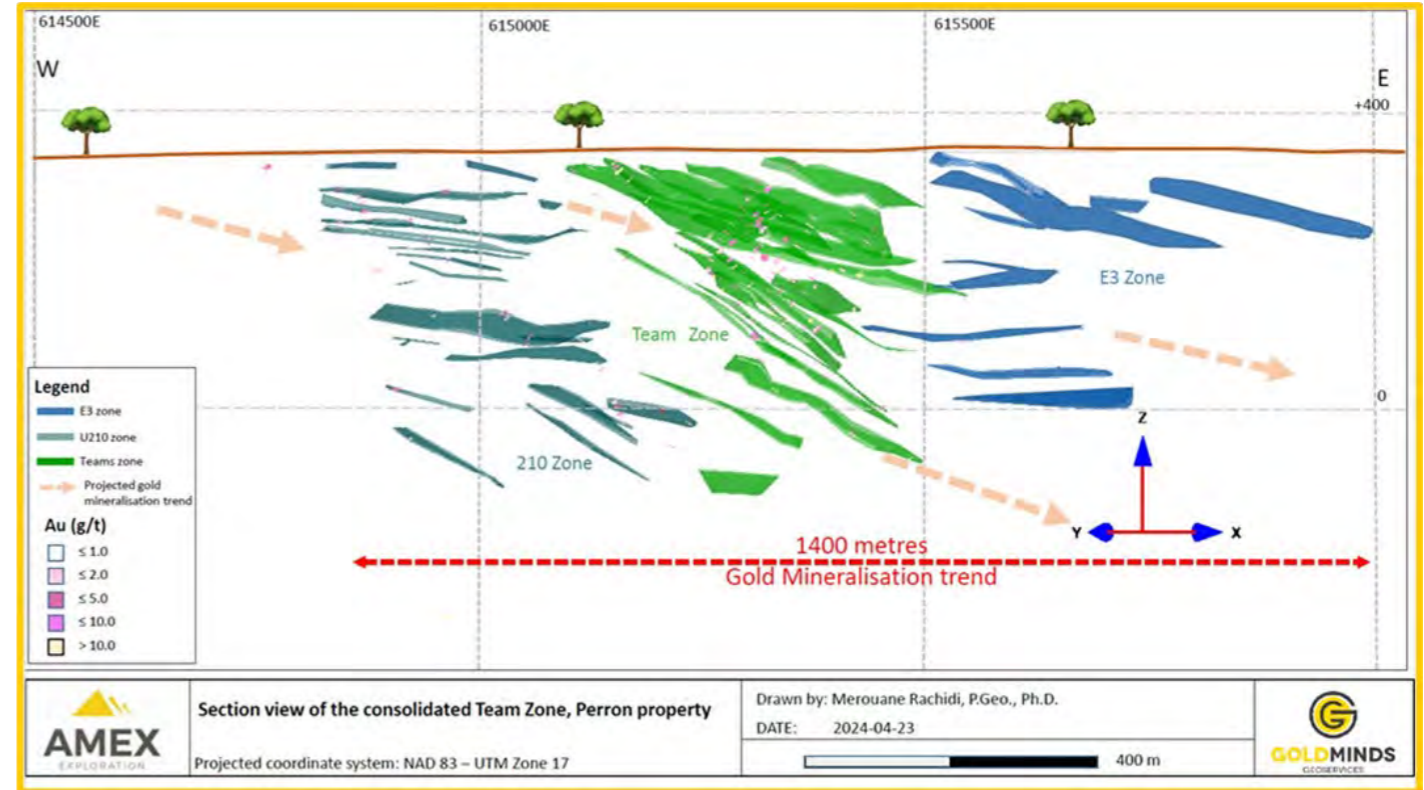 614500E
615000E
615500E
W
E
+400
E3 Zone
Team Zone
0
210 Zone
Z
Y
X
1400 metres
Gold Mineralisation trend
Legend
E3 zone
U210 zone
Teams zone
Projected gold
mineralisation trend
Au (g/t)
≤ 1.0
≤ 2.0
≤ 5.0
≤ 10.0
> 10.0
AMEX
EXPLORATION
Section view of the consolidated Team Zone, Perron property
Projected coordinate system: NAD 83 – UTM Zone 17
Drawn by: Merouane Rachidi, P.Geo., Ph.D.
DATE: 2024-04-23
400 m
G
GOLDMINDS
GEOSERVICES